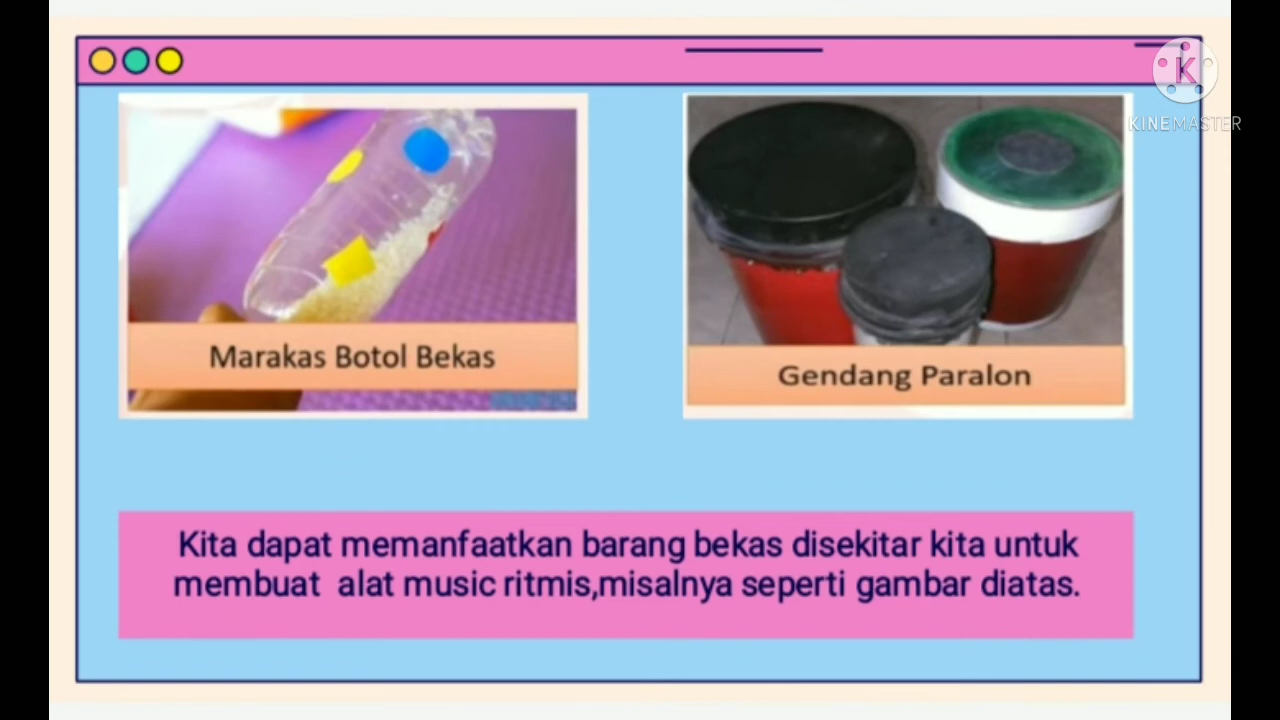 K
KINEMASTER
Marakas Botol Bekas
Gendang Paralon
Kita dapat memanfaatkan barang bekas disekitar kita untuk
membuat alat music ritmis,misalnya seperti gambar diatas.